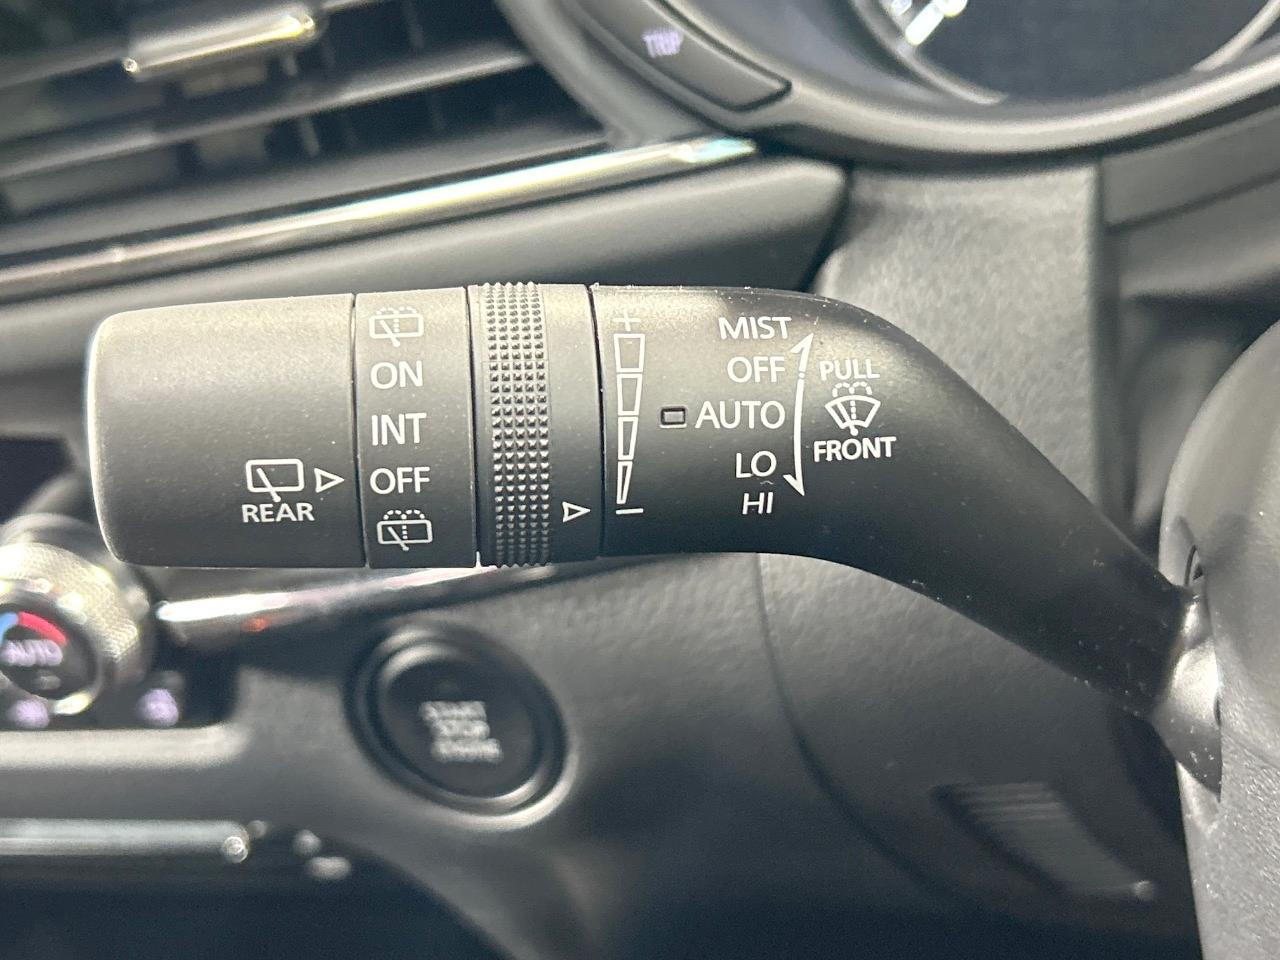 TRIP
ON
INT
OFF
REAR
+
−
MIST
OFF
AUTO
LO
HI
PULL
FRONT
AUTO
START
STOP
ENGINE